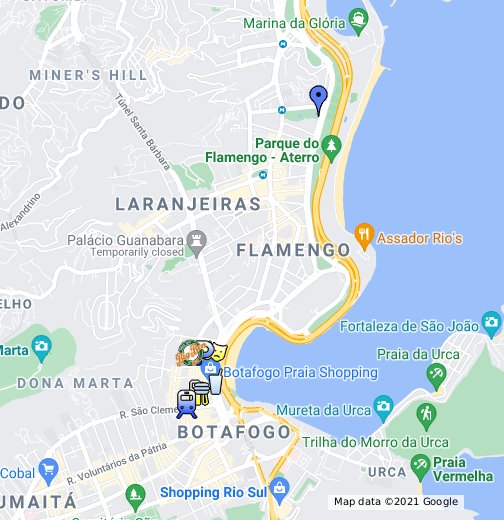 Marina da Glória
MINER'S HILL
DO
Túnel Santa
Bárbara
Parque do
Flamengo - Aterro
Alexandrino
LARANJEIRAS
Palácio Guanabara
Temporarily closed
FLAMENGO
Assador Rio's
ELHO
Fortaleza de São João
Marta
Praia da Urca
Botafogo Praia Shopping
DONA MARTA
R. São Cleme
Mureta da Urca
BOTAFOGO
Trilha do Morro da Urca
R. Voluntários da Pátria
Cobal
URCA
Praia
Vermelha
UMAITÁ
Shopping Rio Sul
Map data ©2021 Google